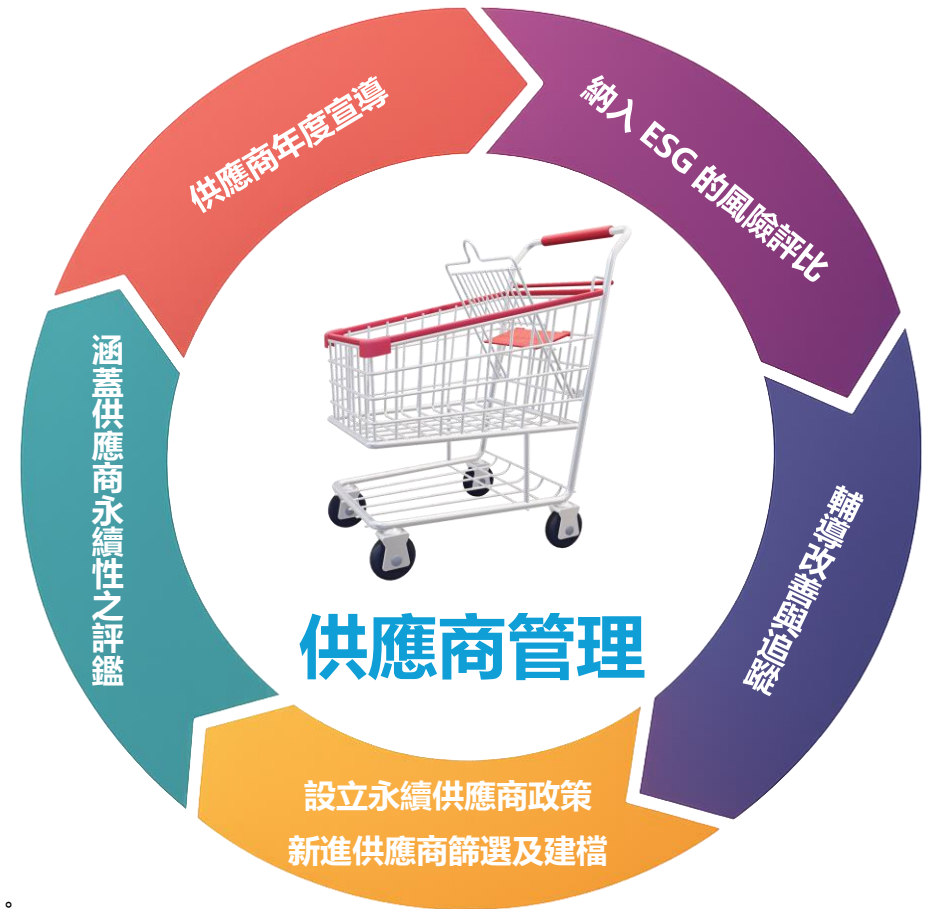 供應商年度宣導
納入 ESG 的風險評比
輔導改善與追蹤
設立永續供應商政策
新進供應商篩選及建檔
涵蓋供應商永續性之評鑑
供應商管理
。